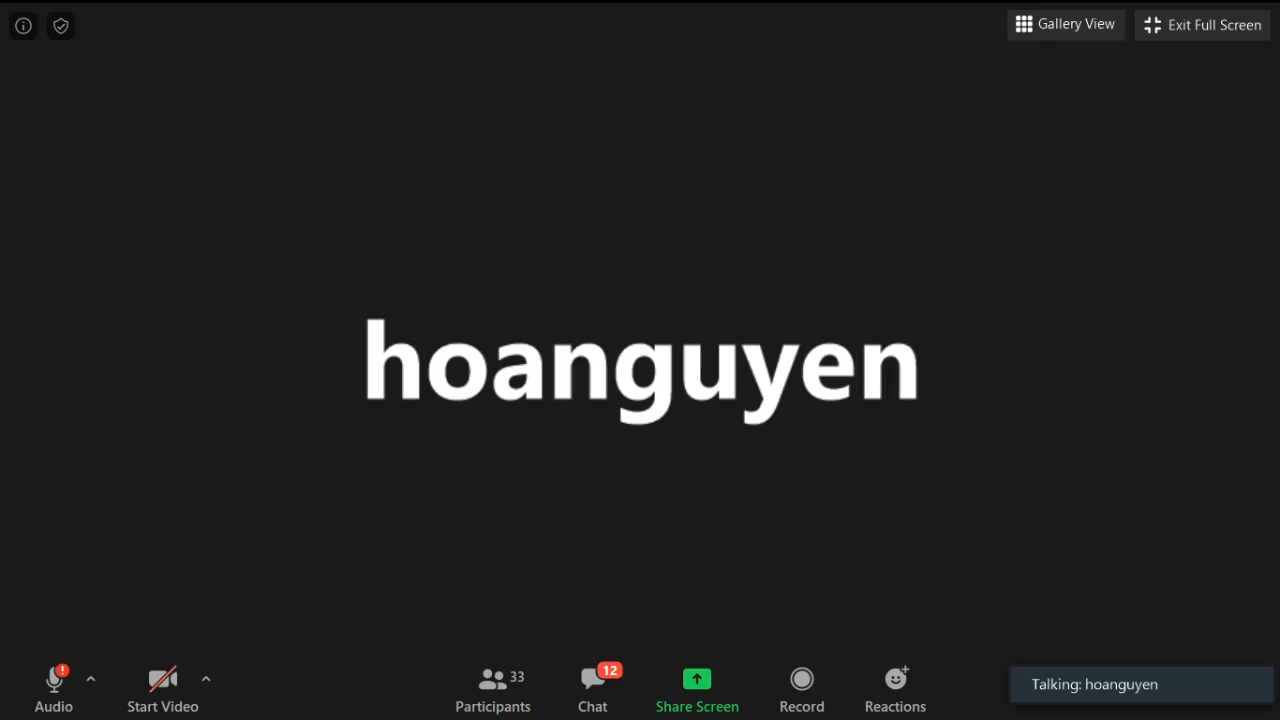 Gallery View
Exit Full Screen
hoanguyen
33
12
Audio
Start Video
Participants
Chat
Share Screen
Record
Reactions
Talking: hoanguyen